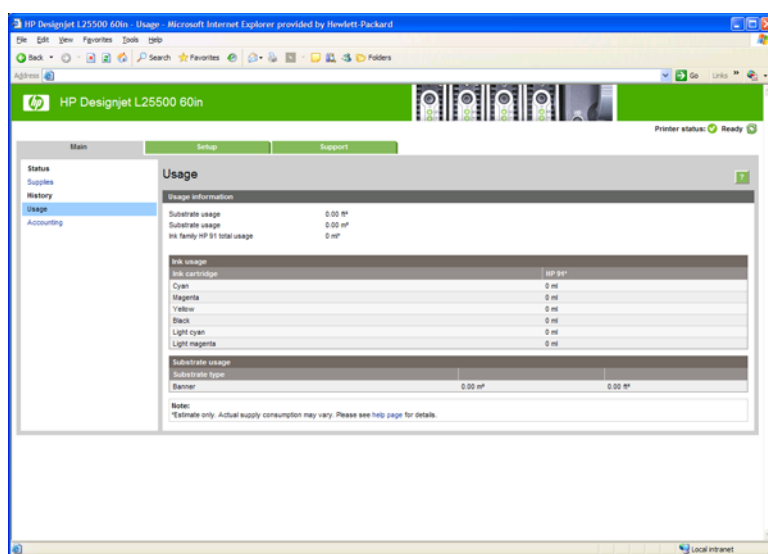 HP Designjet L25500 60in - Usage - Microsoft Internet Explorer provided by Hewlett-Packard
File Edit View Favorites Tools Help
Back Search Favorites Folders
Address Go Links »
hp HP Designjet L25500 60in
Printer status: Ready
Main Setup Support
Status
Supplies
History
Usage
Accounting
Usage
?
Usage information
Substrate usage 0.00 ft²
Substrate usage 0.00 m²
Ink family HP 91 total usage 0 ml*
Ink usage
Ink cartridge HP 91*
Cyan 0 ml
Magenta 0 ml
Yellow 0 ml
Black 0 ml
Light cyan 0 ml
Light magenta 0 ml
Substrate usage
Substrate type
Banner 0.00 m² 0.00 ft²
Note:
*Estimate only. Actual supply consumption may vary. Please see help page for details.
Local intranet